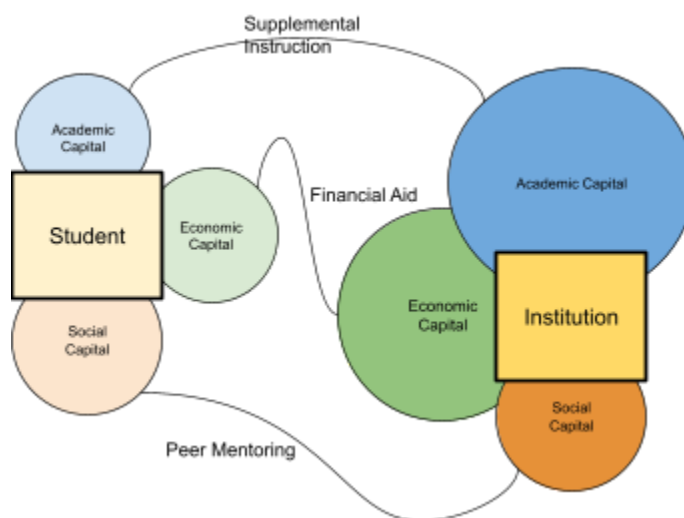 Supplemental
Instruction
Academic
Capital
Academic Capital
Student
Economic
Capital
Financial Aid
Economic
Capital
Institution
Social
Capital
Social
Capital
Peer Mentoring